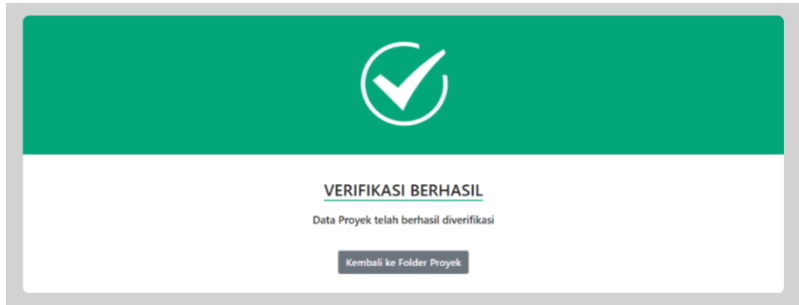 VERIFIKASI BERHASIL
Data Proyek telah berhasil diverifikasi
Kembali ke Folder Proyek